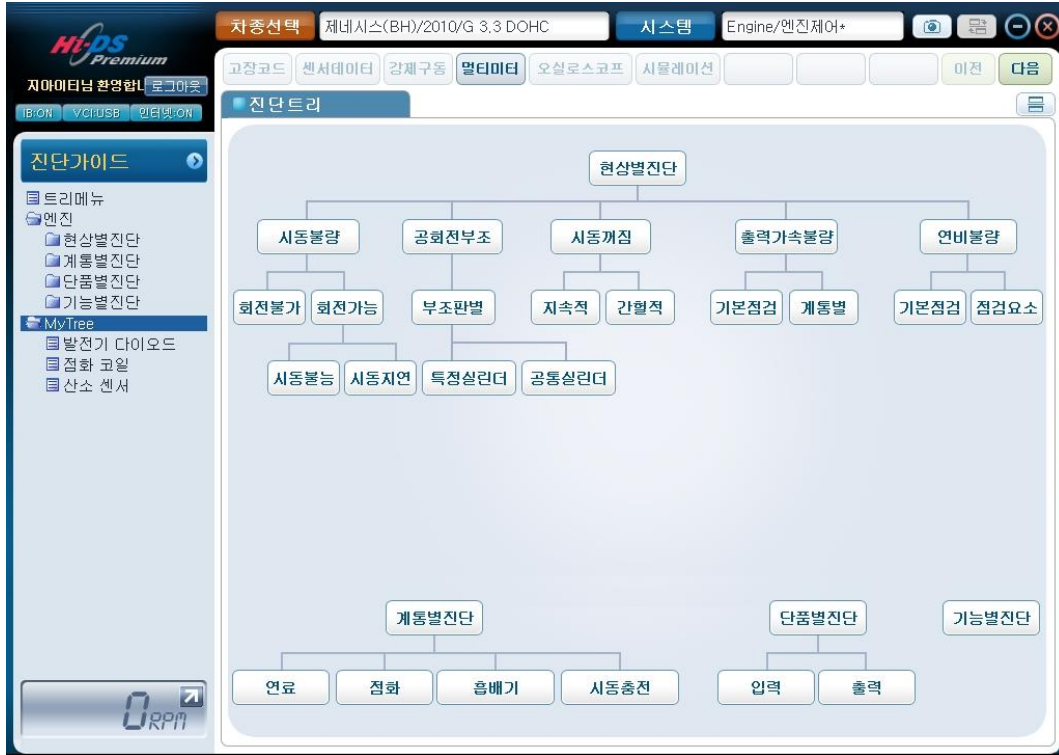 Hi-DS Premium
차종선택 제네시스(BH)/2010/G 3.3 DOHC 시스템 Engine/엔진제어*
지아이티님 환영합니 로그아웃
IB:ON VCI:USB 인터넷:ON
고장코드 센서데이터 강제구동 멀티미터 오실로스코프 시뮬레이션 이전 다음
진단트리
진단가이드
트리메뉴
엔진
현상별진단
계통별진단
단품별진단
기능별진단
MyTree
발전기 다이오드
점화 코일
산소 센서
0 RPM
현상별진단
시동불량 공회전부조 시동꺼짐 출력가속불량 연비불량
회전불가 회전가능 부조판별 지속적 간헐적 기본점검 계통별 기본점검 점검요소
시동불능 시동지연 특정실린더 공통실린더
계통별진단 단품별진단 기능별진단
연료 점화 흡배기 시동충전 입력 출력